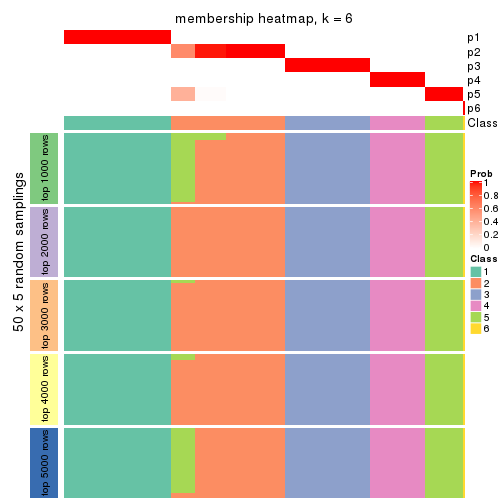 membership heatmap, k = 6
p1
p2
p3
p4
p5
p6
Class
50 x 5 random samplings
top 1000 rows
top 2000 rows
top 3000 rows
top 4000 rows
top 5000 rows
Prob
1
0.8
0.6
0.4
0.2
0
Class
1
2
3
4
5
6